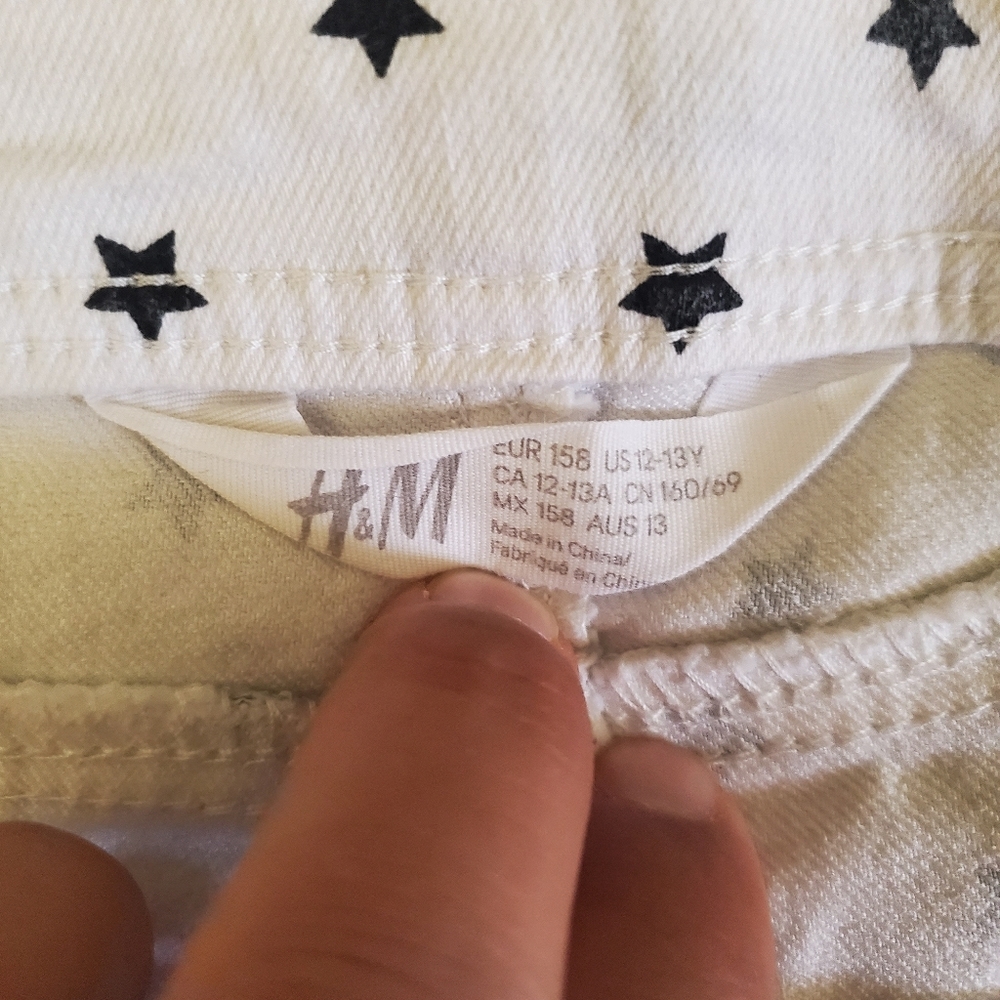 H&M
EUR 158 US 12-13Y
CA 12-13A CN 160/69
MX 158 AUS 13
Made in China/
Fabriqué en Chin